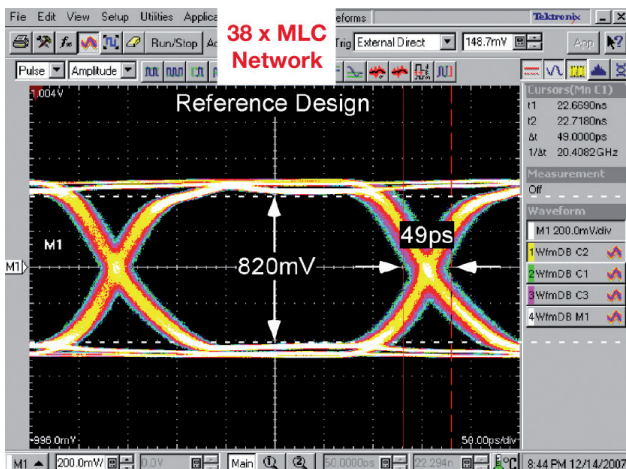 File Edit View Setup Utilities Applica
eforms
Tektronix
38 x MLC
Network
Run/Stop
Trig External Direct
148.7mV
App
Pulse
Amplitude
1.004V
Reference Design
Cursors(Mn C1)
t1 22.6690ns
t2 22.7180ns
Δt 49.0000ps
1/Δt 20.4082GHz
Measurement
Off
Waveform
M1 200.0mV/div
1 WfmDB C2
2 WfmDB C1
3 WfmDB C3
4 WfmDB M1
M1
49ps
M1
820mV
-996.0mV
50.00ps/div
M1 200.0mV/ 0.0V Main 50.0000ps 22.294n °C 8:44 PM 12/14/2007